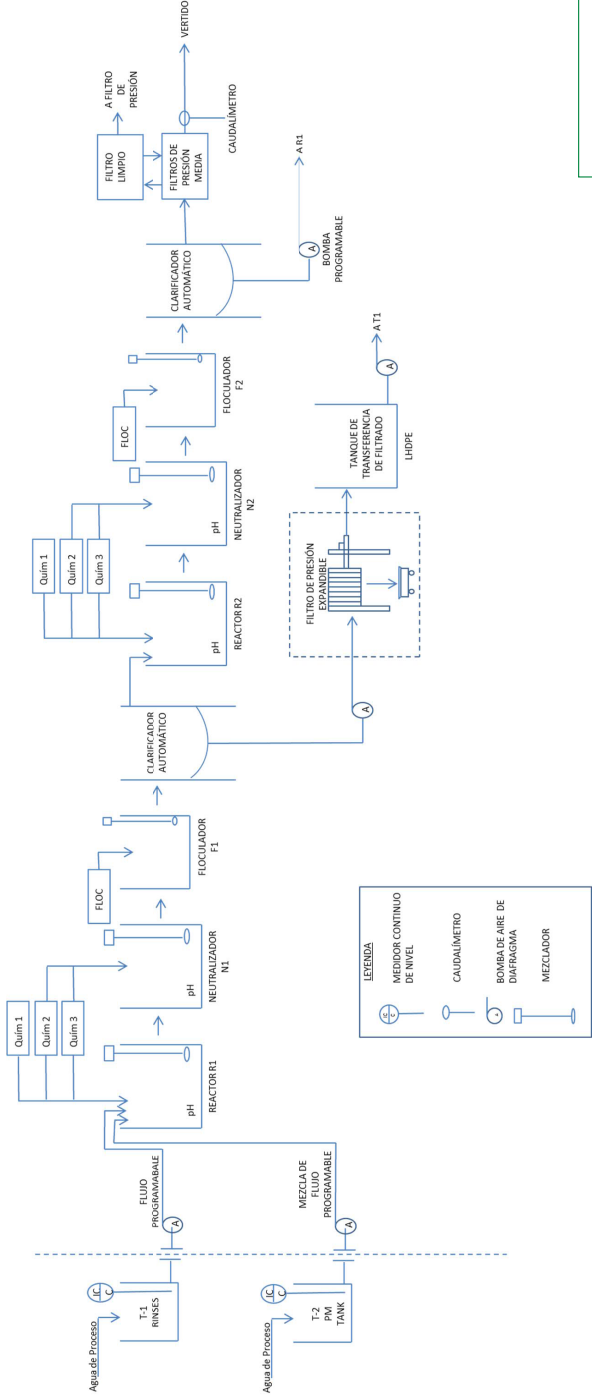 Agua de Proceso
IC
C
T-1
RINSES
A
FLUJO
PROGRAMABALE
Agua de Proceso
IC
C
T-2
PM
TANK
A
MEZCLA DE
FLUJO
PROGRAMABLE
Quím 1
Quím 2
Quím 3
pH
REACTOR R1
pH
NEUTRALIZADOR
N1
FLOC
FLOCULADOR
F1
CLARIFICADOR
AUTOMÁTICO
A
Quím 1
Quím 2
Quím 3
pH
REACTOR R2
pH
NEUTRALIZADOR
N2
FLOC
FLOCULADOR
F2
CLARIFICADOR
AUTOMÁTICO
A
BOMBA
PROGRAMABLE
A R1
FILTRO
LIMPIO
A FILTRO
DE
PRESIÓN
FILTROS DE
PRESIÓN
MEDIA
CAUDALÍMETRO
VERTIDO
FILTRO DE PRESIÓN
EXPANDIBLE
TANQUE DE
TRANSFERENCIA
DE FILTRADO
LHDPE
A
A T1
LEYENDA
IC
C
MEDIDOR CONTINUO
DE NIVEL
CAUDALÍMETRO
A
BOMBA DE AIRE DE
DIAFRAGMA
MEZCLADOR